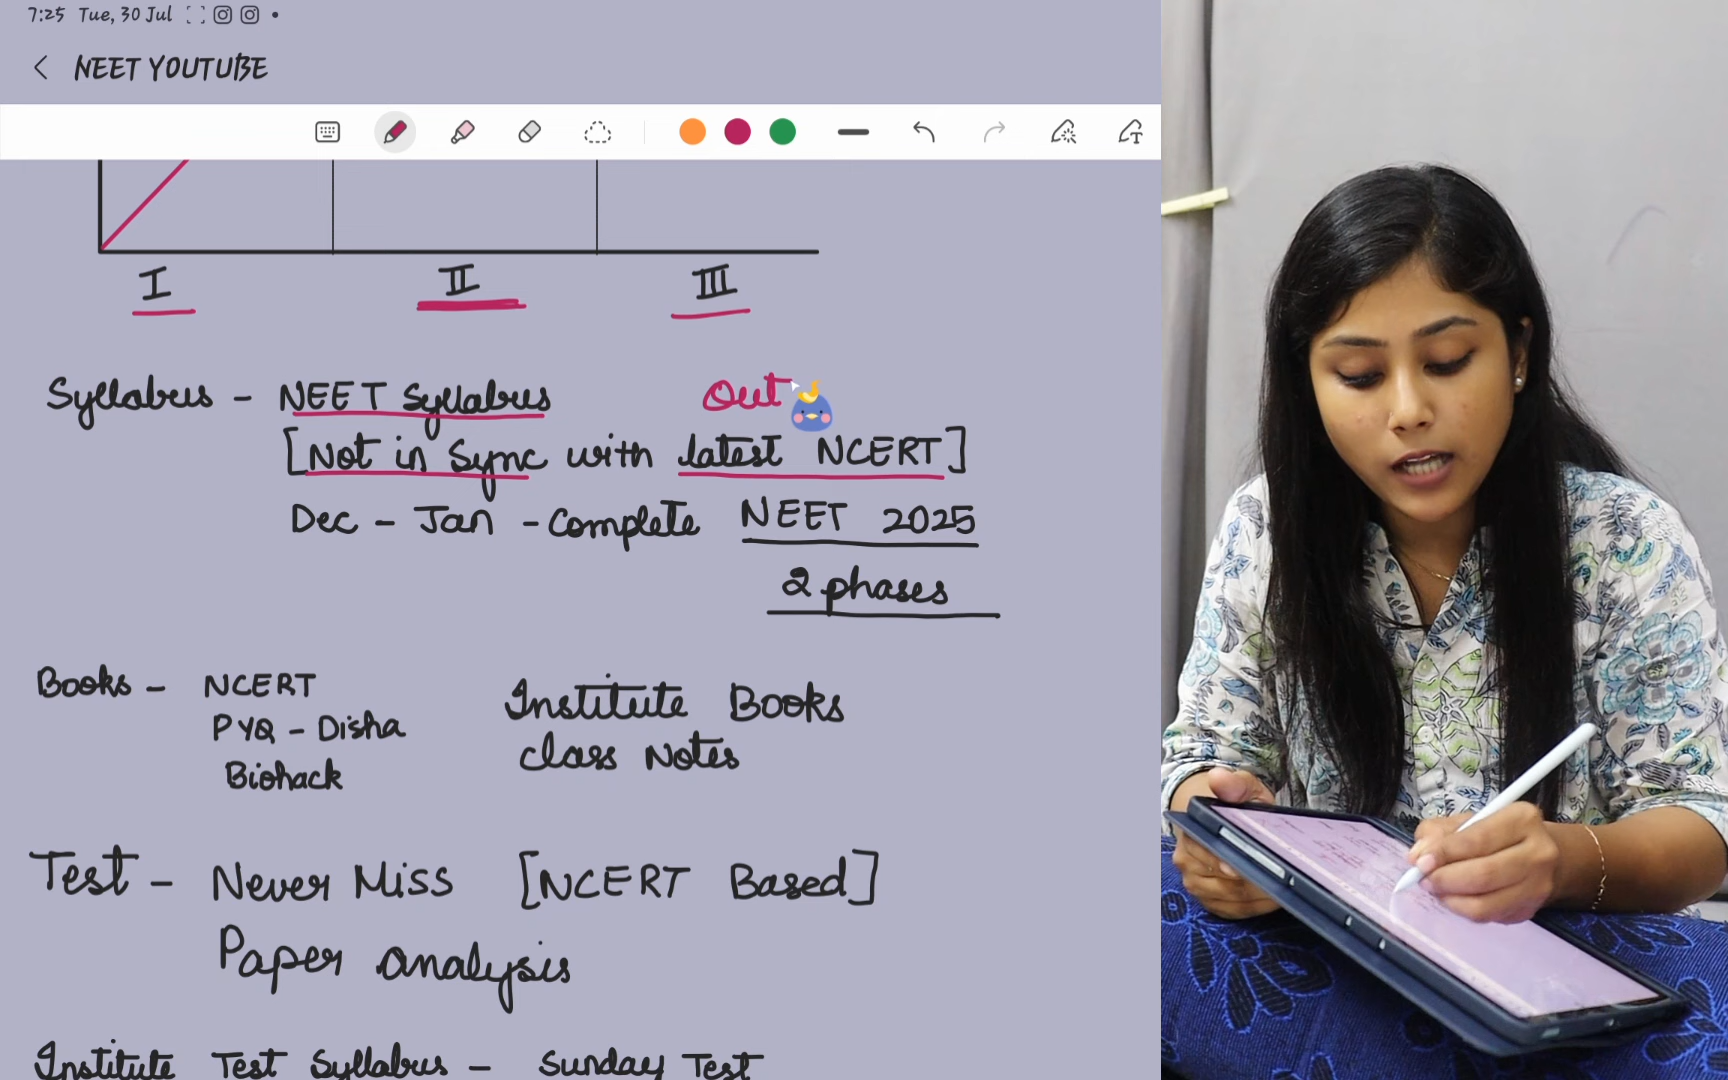 7:25 Tue, 30 Jul
NEET YOUTUBE
I II III
Syllabus - NEET Syllabus Out
[Not in Sync with latest NCERT]
Dec - Jan - Complete NEET 2025
2 phases
Books - NCERT Institute Books
PYQ - Disha Class Notes
Biohack
Test - Never Miss [NCERT Based]
Paper analysis
Institute Test Syllabus - Sunday Test